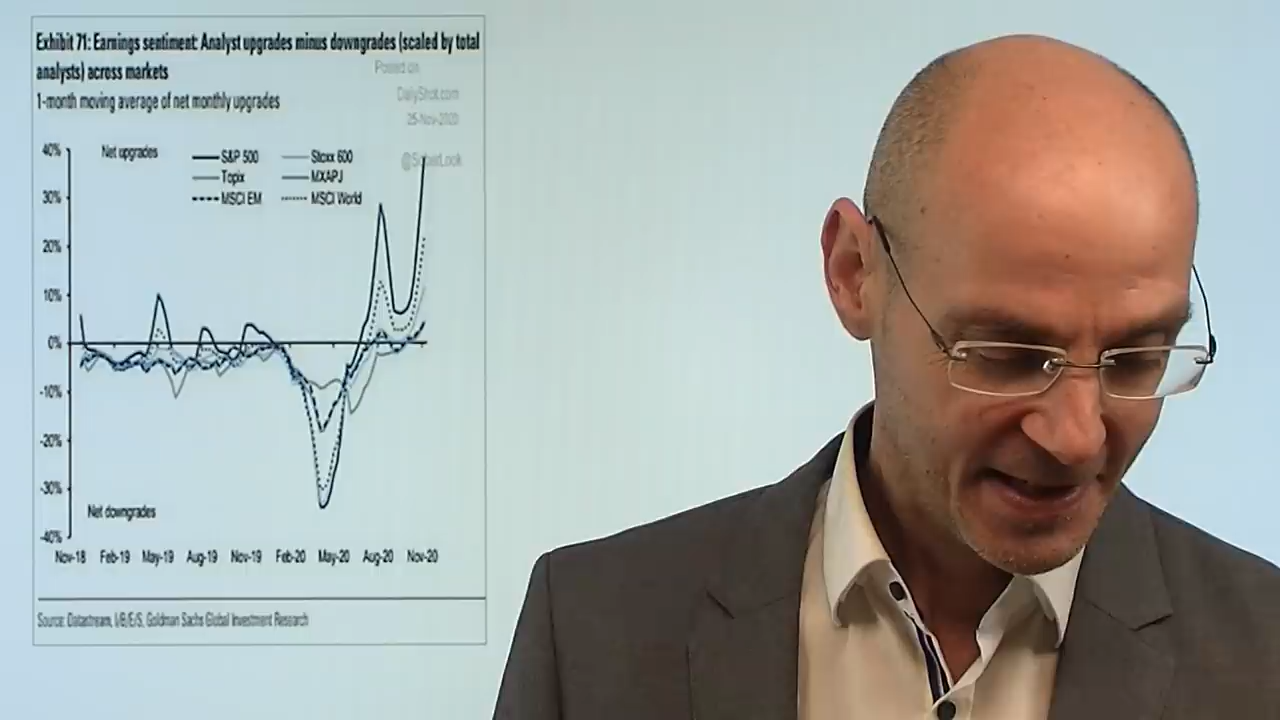 Exhibit 71: Earnings sentiment: Analyst upgrades minus downgrades (scaled by total
analysts) across markets
Posted on
DailyShot.com
25-Nov-2020
@SoberLook
1-month moving average of net monthly upgrades
Net upgrades
S&P 500
Stoxx 600
Topix
MXAPJ
MSCI EM
MSCI World
40%
30%
20%
10%
0%
-10%
-20%
-30%
-40%
Net downgrades
Nov-18 Feb-19 May-19 Aug-19 Nov-19 Feb-20 May-20 Aug-20 Nov-20
Source: Datastream, I/B/E/S, Goldman Sachs Global Investment Research